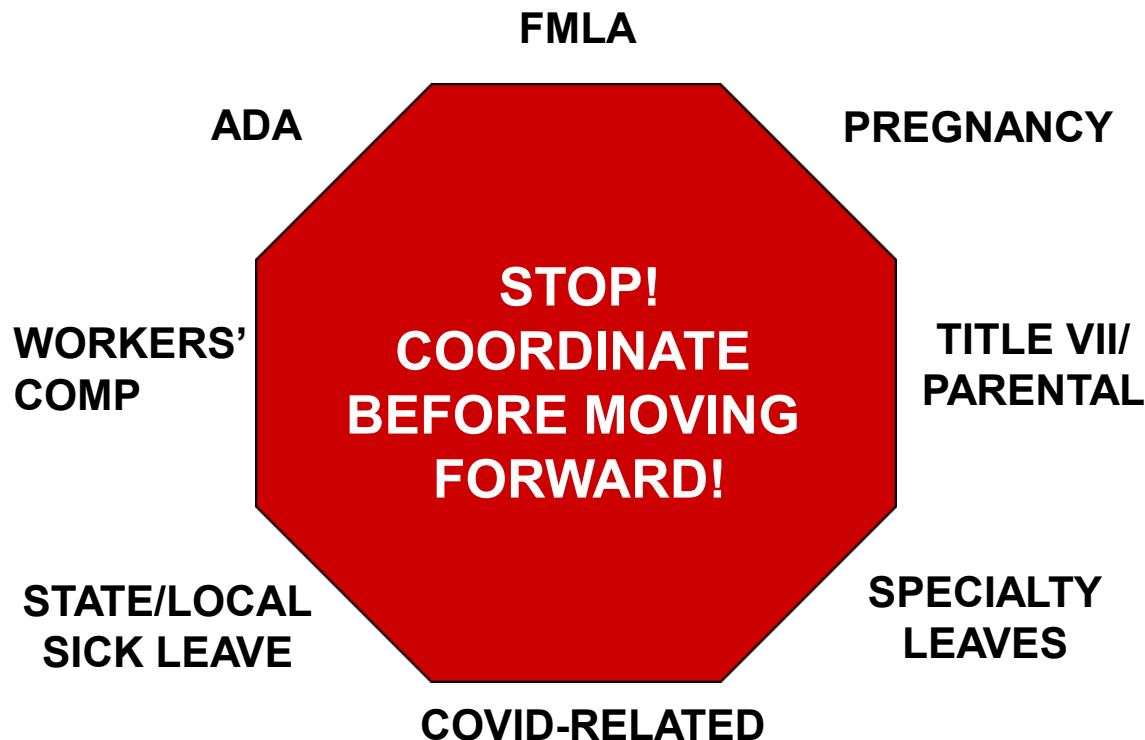 FMLA
ADA
PREGNANCY
STOP!
COORDINATE
BEFORE MOVING
FORWARD!
WORKERS’
COMP
TITLE VII/
PARENTAL
STATE/LOCAL
SICK LEAVE
SPECIALTY
LEAVES
COVID-RELATED